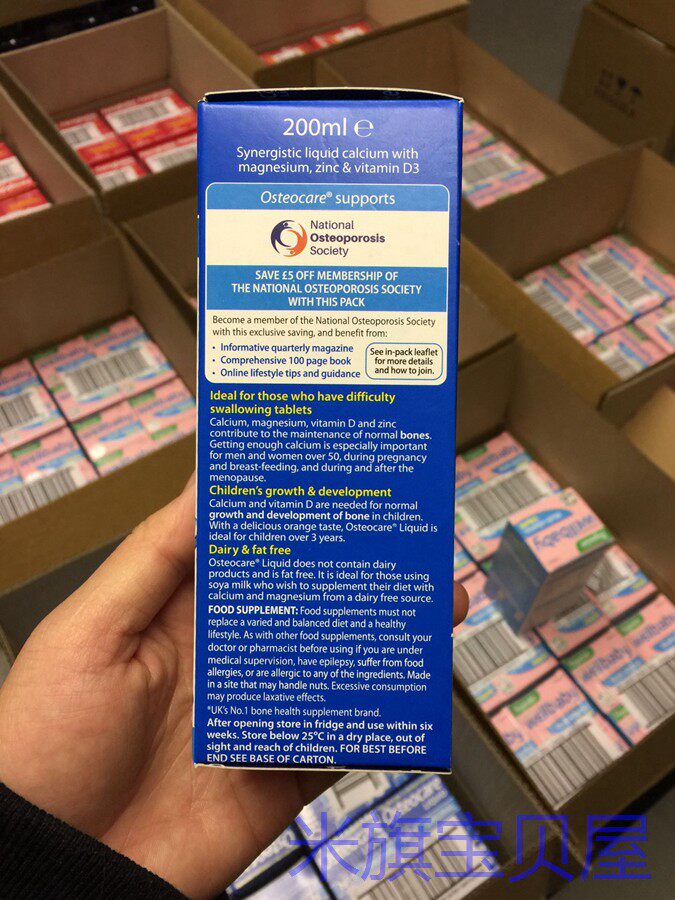 200ml ℮
Synergistic liquid calcium with
magnesium, zinc & vitamin D3
Osteocare® supports
National
Osteoporosis
Society
SAVE £5 OFF MEMBERSHIP OF
THE NATIONAL OSTEOPOROSIS SOCIETY
WITH THIS PACK
Become a member of the National Osteoporosis Society
with this exclusive saving, and benefit from:
• Informative quarterly magazine
• Comprehensive 100 page book
• Online lifestyle tips and guidance
See in-pack leaflet
for more details
and how to join.
Ideal for those who have difficulty
swallowing tablets
Calcium, magnesium, vitamin D and zinc
contribute to the maintenance of normal bones.
Getting enough calcium is especially important
for men and women over 50, during pregnancy
and breast-feeding, and during and after the
menopause.
Children's growth & development
Calcium and vitamin D are needed for normal
growth and development of bone in children.
With a delicious orange taste, Osteocare® Liquid is
ideal for children over 3 years.
Dairy & fat free
Osteocare® Liquid does not contain dairy
products and is fat free. It is ideal for those using
soya milk who wish to supplement their diet with
calcium and magnesium from a dairy free source.
FOOD SUPPLEMENT: Food supplements must not
replace a varied and balanced diet and a healthy
lifestyle. As with other food supplements, consult your
doctor or pharmacist before using if you are under
medical supervision, have epilepsy, suffer from food
allergies, or are allergic to any of the ingredients. Made
in a site that may handle nuts. Excessive consumption
may produce laxative effects.
*UK's No.1 bone health supplement brand.
After opening store in fridge and use within six
weeks. Store below 25°C in a dry place, out of
sight and reach of children. FOR BEST BEFORE
END SEE BASE OF CARTON.
wellbaby
wellbaby
Osteocare
米旗宝贝屋